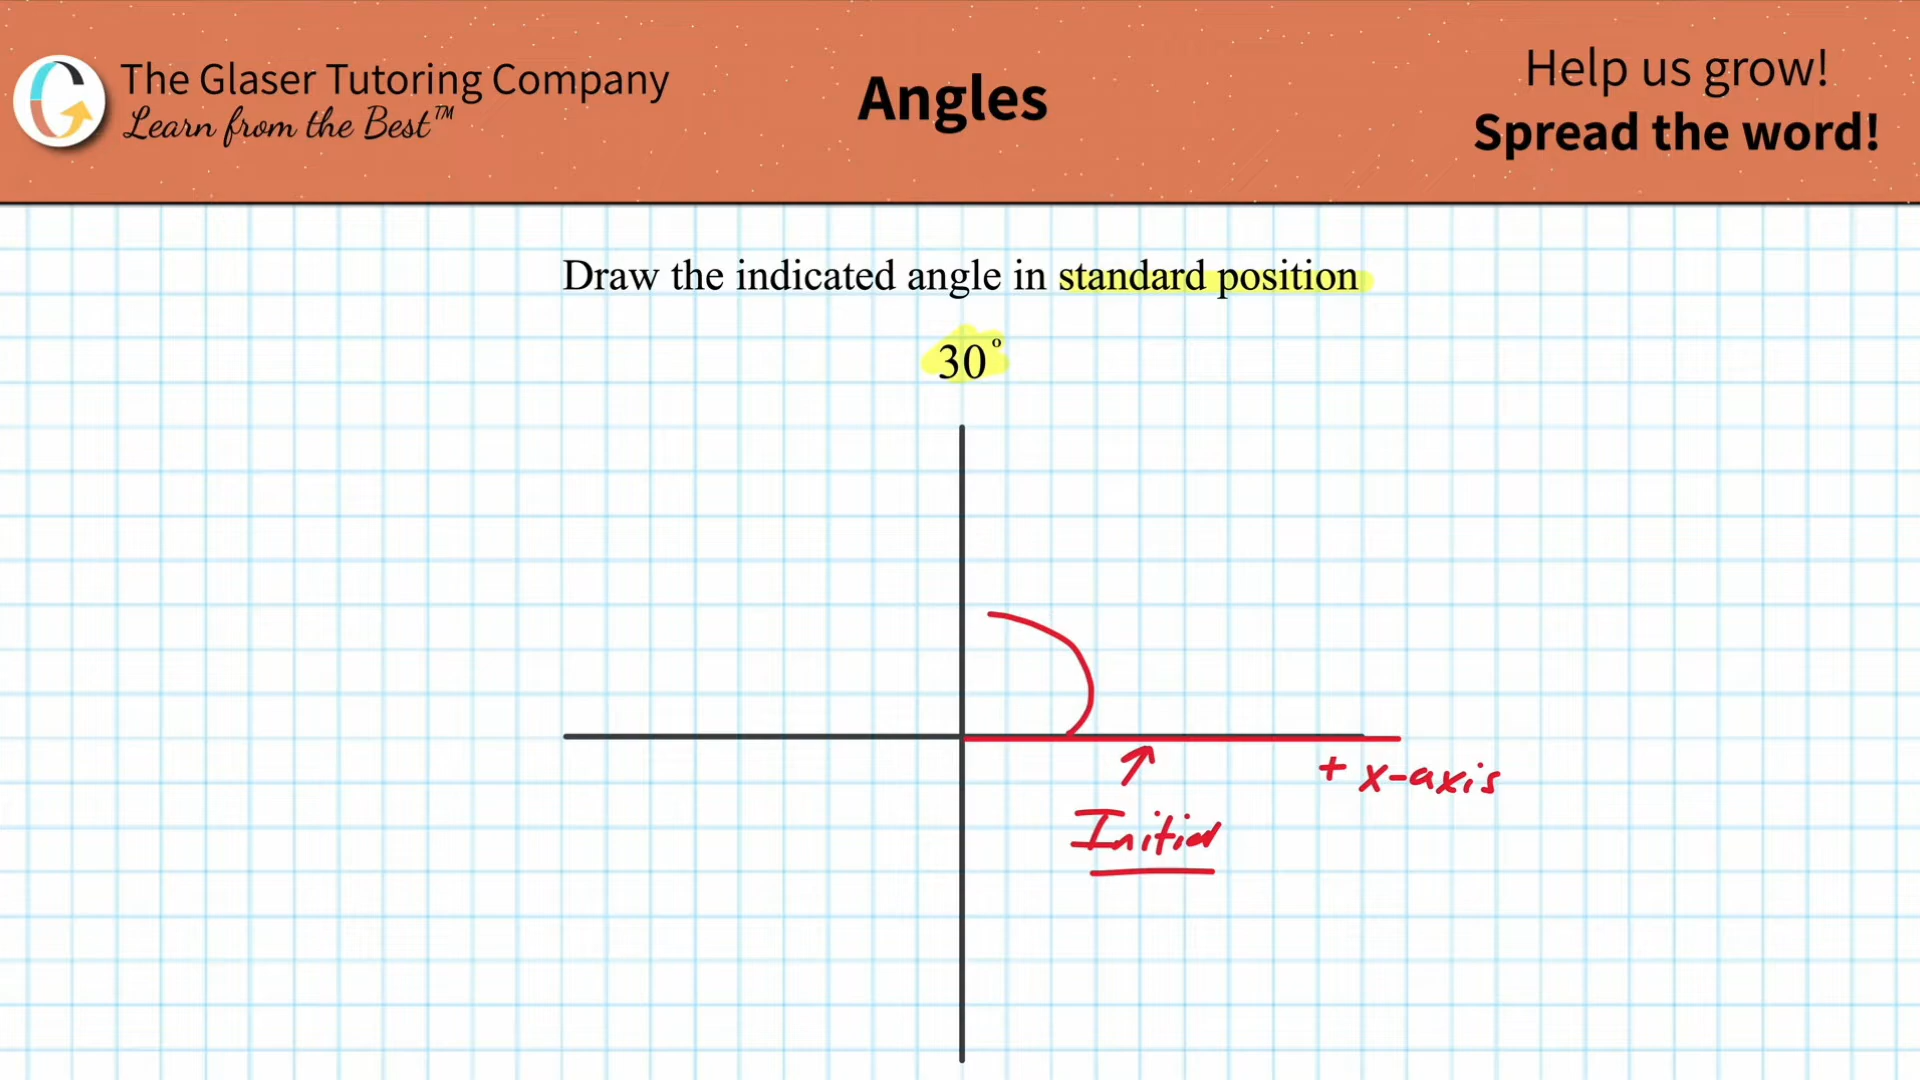 The Glaser Tutoring Company
Learn from the Best™
Angles
Help us grow!
Spread the word!
Draw the indicated angle in standard position
30°
+ x-axis
Initial